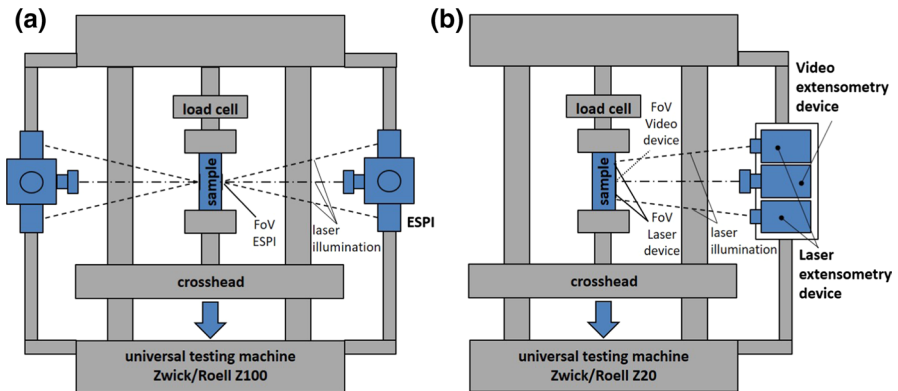 (a)
load cell
sample
FoV
ESPI
laser
illumination
ESPI
crosshead
universal testing machine
Zwick/Roell Z100
(b)
Video
extensometry
device
load cell
FoV
Video
device
sample
FoV
Laser
device
laser
illumination
Laser
extensometry
device
crosshead
universal testing machine
Zwick/Roell Z20